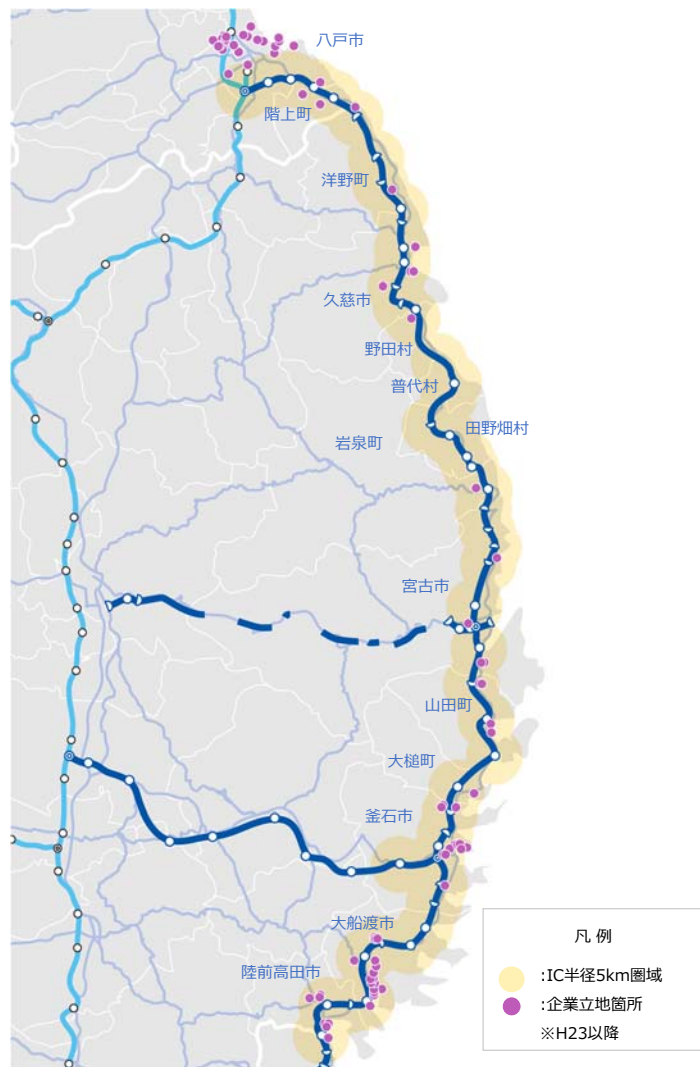 八戸市
階上町
洋野町
久慈市
野田村
普代村
田野畑村
岩泉町
宮古市
山田町
大槌町
釜石市
大船渡市
陸前高田市
凡 例
:IC半径5km圏域
:企業立地箇所
※H23以降